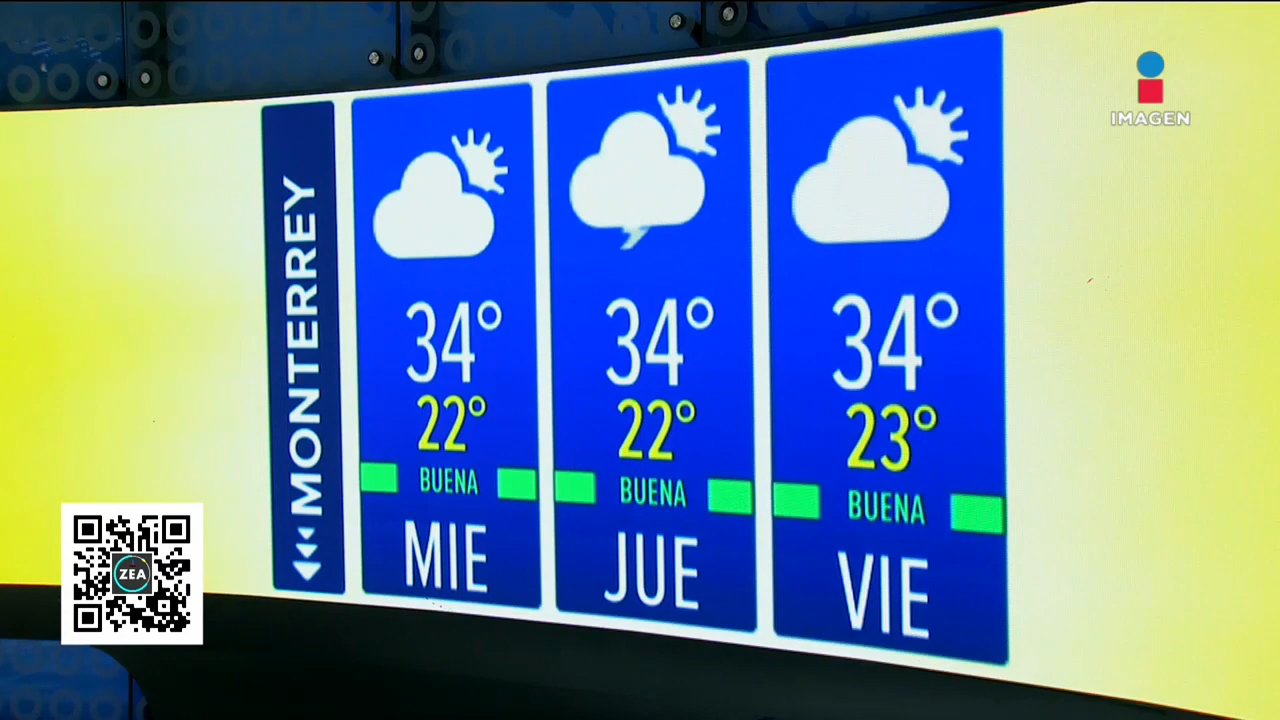 IMAGEN
MONTERREY
34°
22°
BUENA
MIE
34°
22°
BUENA
JUE
34°
23°
BUENA
VIE
ZEA